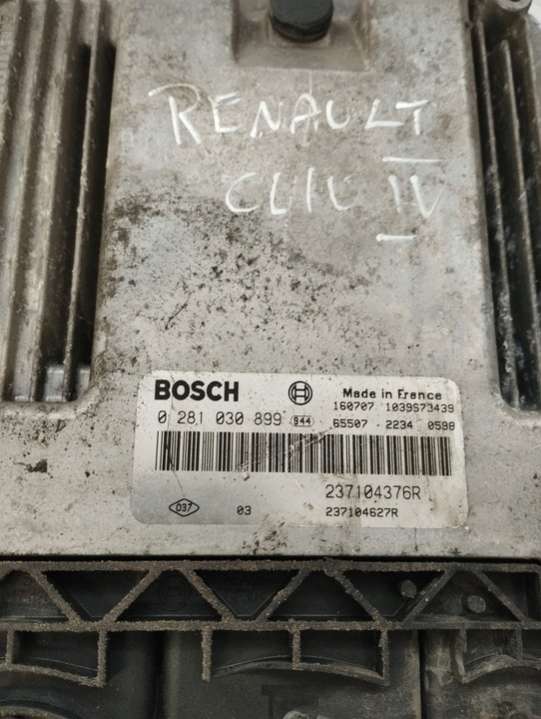 RENAULT
CLIO IV
BOSCH
Made in France
160707 1039S73439
0 281 030 899 944 65507 2234 0598
237104376R
D37 03 237104627R